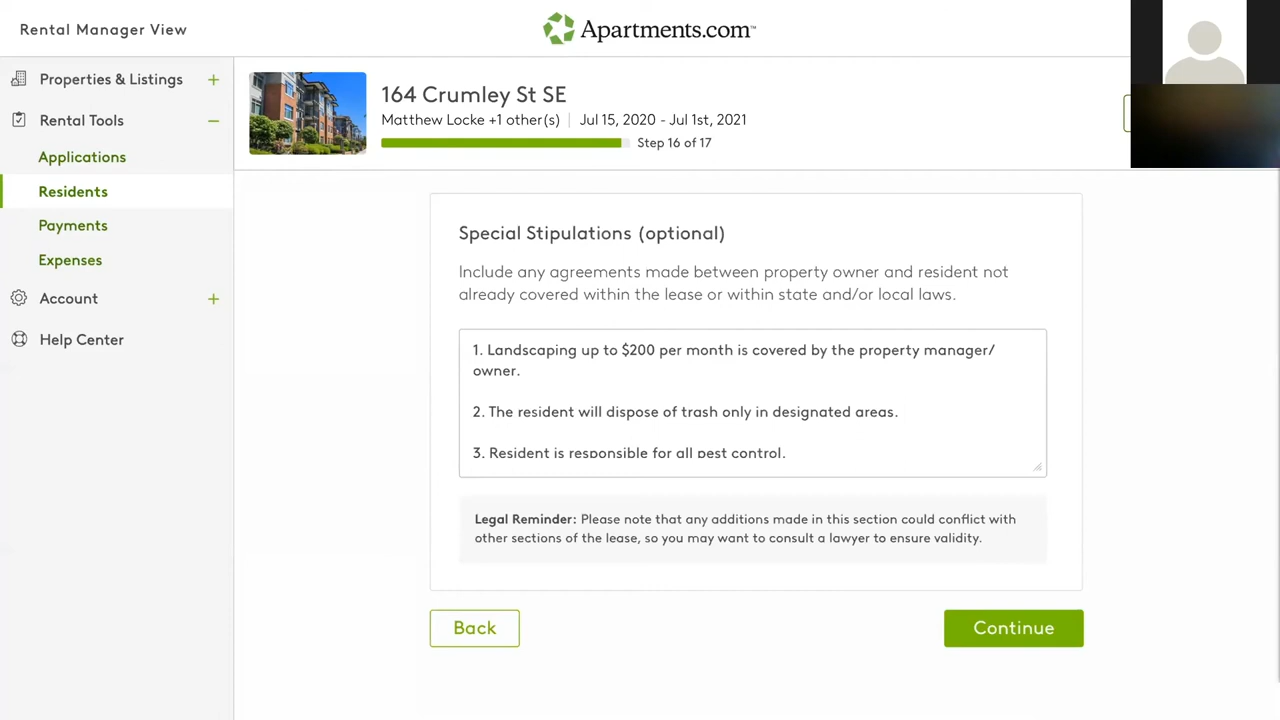 Rental Manager View
Apartments.com™
Properties & Listings
Rental Tools
Applications
Residents
Payments
Expenses
Account
Help Center
164 Crumley St SE
Matthew Locke +1 other(s) | Jul 15, 2020 - Jul 1st, 2021
Step 16 of 17
Special Stipulations (optional)
Include any agreements made between property owner and resident not
already covered within the lease or within state and/or local laws.
1. Landscaping up to $200 per month is covered by the property manager/
owner.
2. The resident will dispose of trash only in designated areas.
3. Resident is responsible for all pest control.
Legal Reminder: Please note that any additions made in this section could conflict with
other sections of the lease, so you may want to consult a lawyer to ensure validity.
Back
Continue